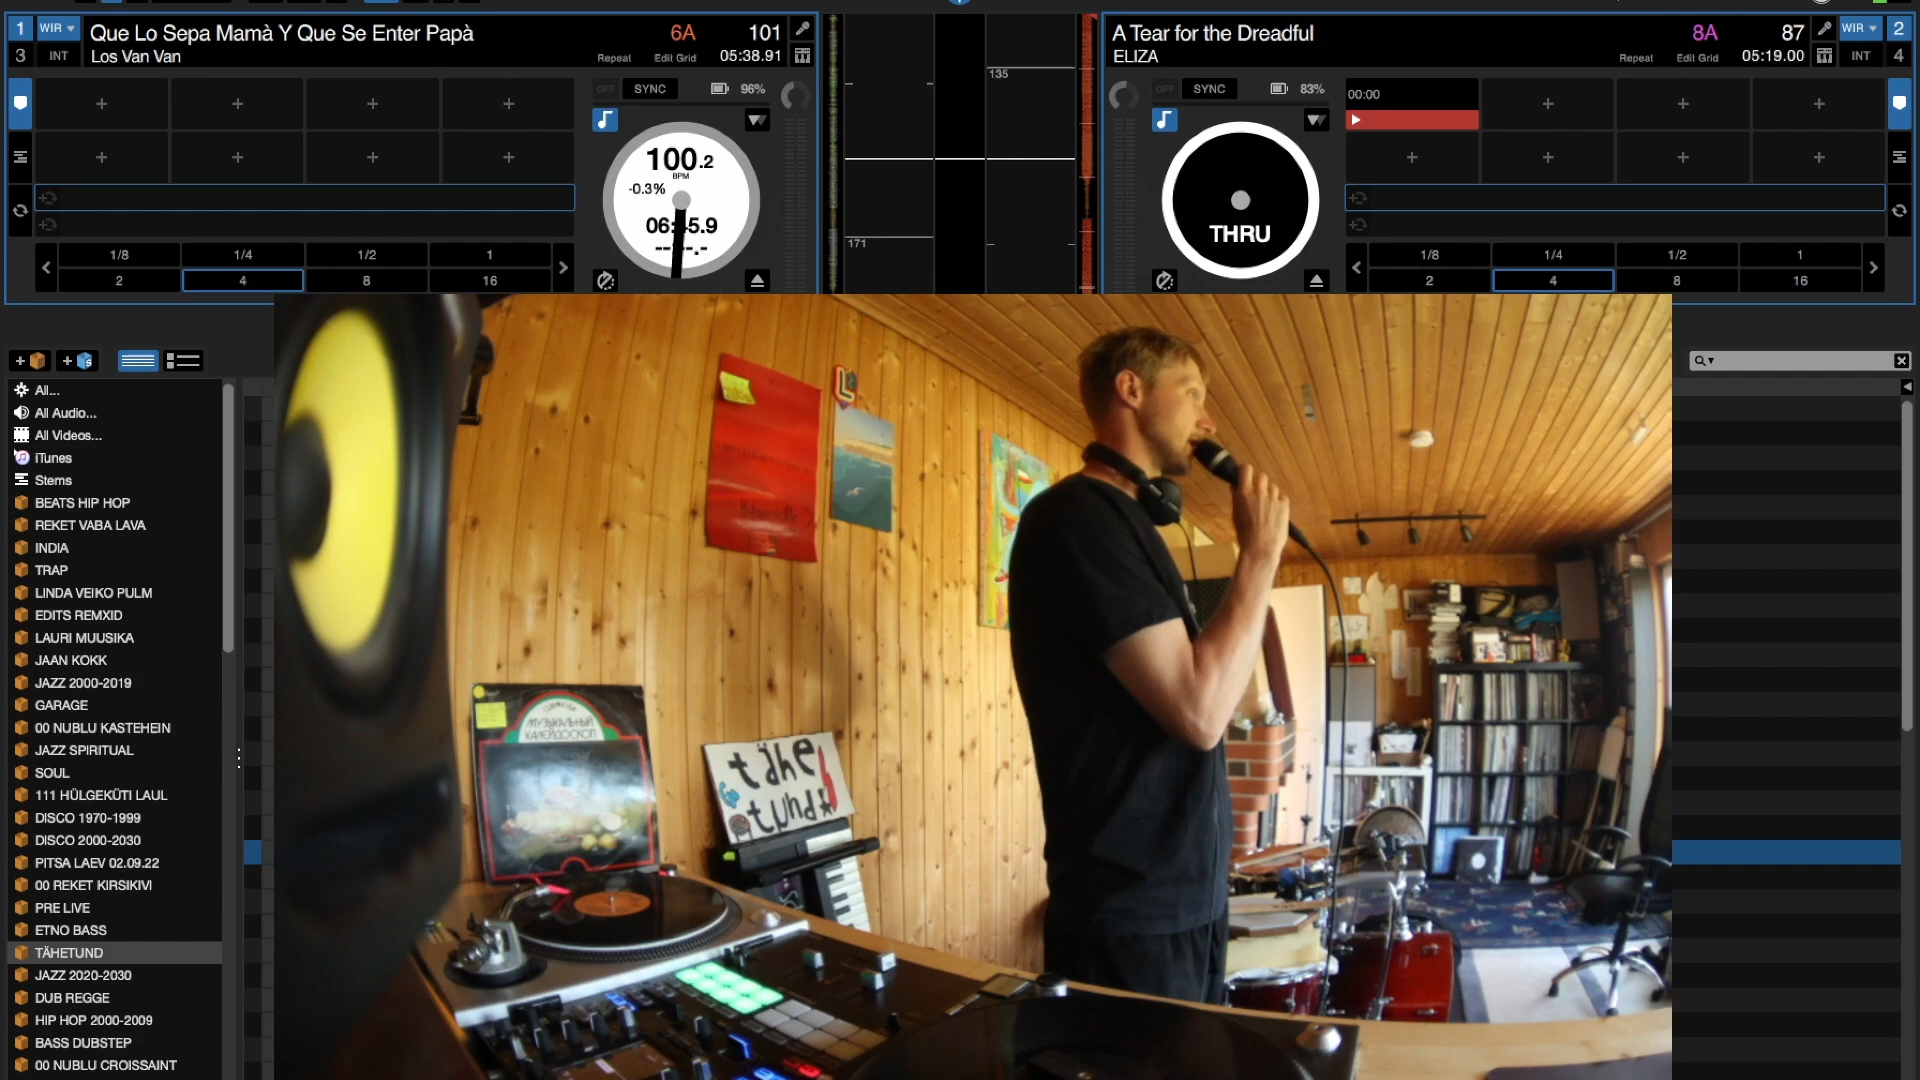 1
WIR
Que Lo Sepa Mamà Y Que Se Enter Papà
6A
101
3
INT
Los Van Van
Repeat
Edit Grid
05:38.91
OFF
SYNC
96%
100.2
BPM
-0.3%
--.-
1/8
1/4
1/2
1
2
4
8
16
135
171
A Tear for the Dreadful
8A
87
WIR
2
ELIZA
Repeat
Edit Grid
05:19.00
INT
4
OFF
SYNC
83%
00:00
THRU
1/8
1/4
1/2
1
2
4
8
16
All...
All Audio...
All Videos...
iTunes
Stems
BEATS HIP HOP
REKET VABA LAVA
INDIA
TRAP
LINDA VEIKO PULM
EDITS REMXID
LAURI MUUSIKA
JAAN KOKK
JAZZ 2000-2019
GARAGE
00 NUBLU KASTEHEIN
JAZZ SPIRITUAL
SOUL
111 HÜLGEKÜTI LAUL
DISCO 1970-1999
DISCO 2000-2030
PITSA LAEV 02.09.22
00 REKET KIRSIKIVI
PRE LIVE
ETNO BASS
TÄHETUND
JAZZ 2020-2030
DUB REGGE
HIP HOP 2000-2009
BASS DUBSTEP
00 NUBLU CROISSAINT
МУЗЫКАЛЬНЫЙ
КАЛЕЙДОСКОП
tähe
tund